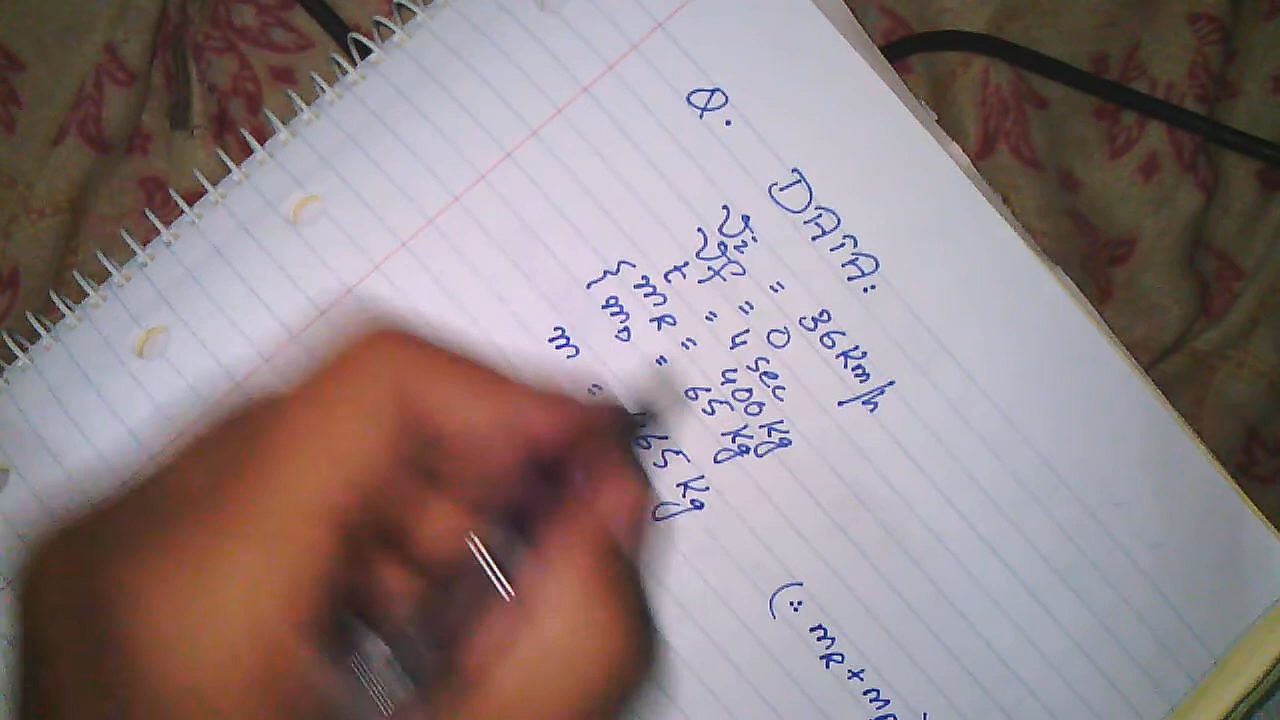 Q.
DATA:
vi = 36 Km/h
vf = 0
t = 4 sec
{ mR = 400 Kg
{ mD = 65 Kg
m = 465 Kg
(∵ mR + m